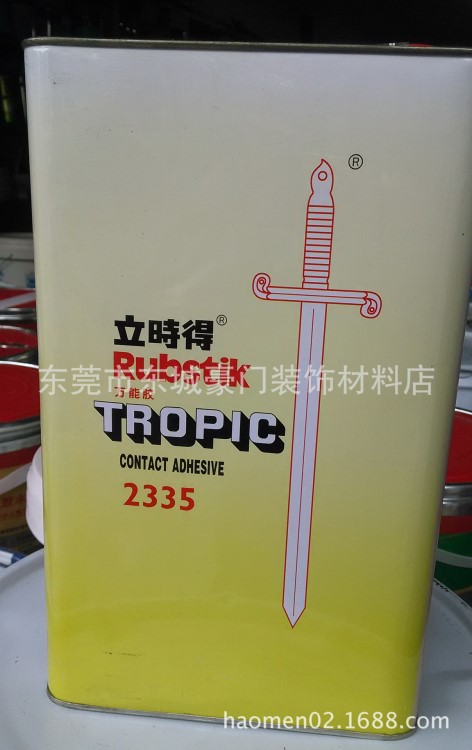 ®
立時得®
Rubstik
东莞市东城豪门装饰材料店
万能胶
TROPIC
CONTACT ADHESIVE
2335
haomen02.1688.com